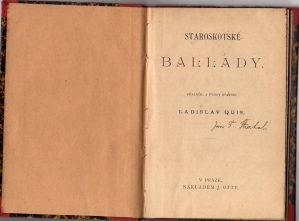 STAROSKOTSKÉ
BALLADY.
LADISLAV QUIS.
V PRAZE.
NÁKLADEM J. OTTY.